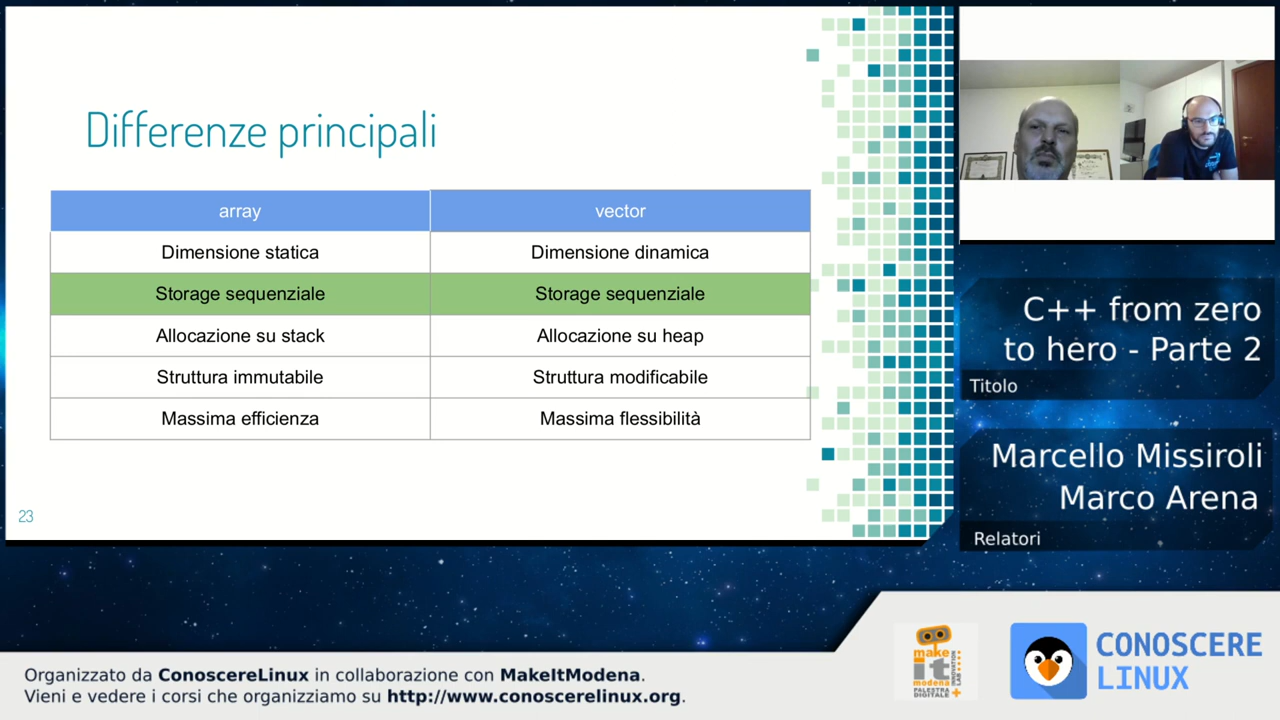 Differenze principali
array vector
Dimensione statica Dimensione dinamica
Storage sequenziale Storage sequenziale
Allocazione su stack Allocazione su heap
Struttura immutabile Struttura modificabile
Massima efficienza Massima flessibilità
23
C++ from zero
to hero - Parte 2
Titolo
Marcello Missiroli
Marco Arena
Relatori
make
it
modena
PALESTRA
DIGITALE
CONOSCERE
LINUX
Organizzato da ConoscereLinux in collaborazione con MakeItModena.
Vieni e vedere i corsi che organizziamo su http://www.conoscerelinux.org.